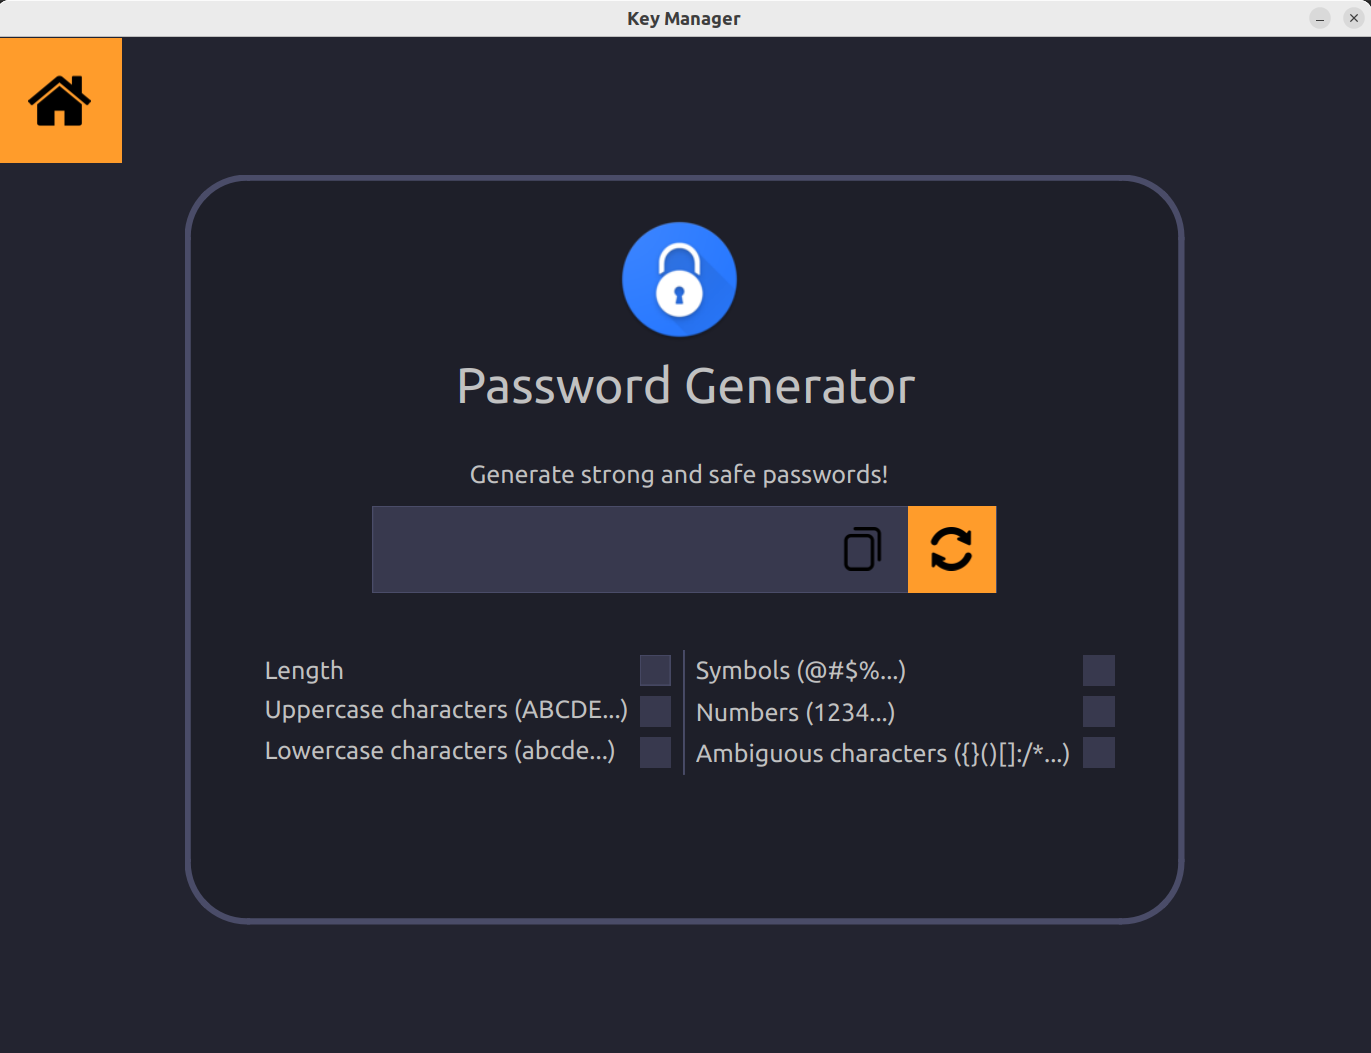 Key Manager
Password Generator
Generate strong and safe passwords!
Length
Uppercase characters (ABCDE...)
Lowercase characters (abcde...)
Symbols (@#$%...)
Numbers (1234...)
Ambiguous characters ({}()[]:/*...)